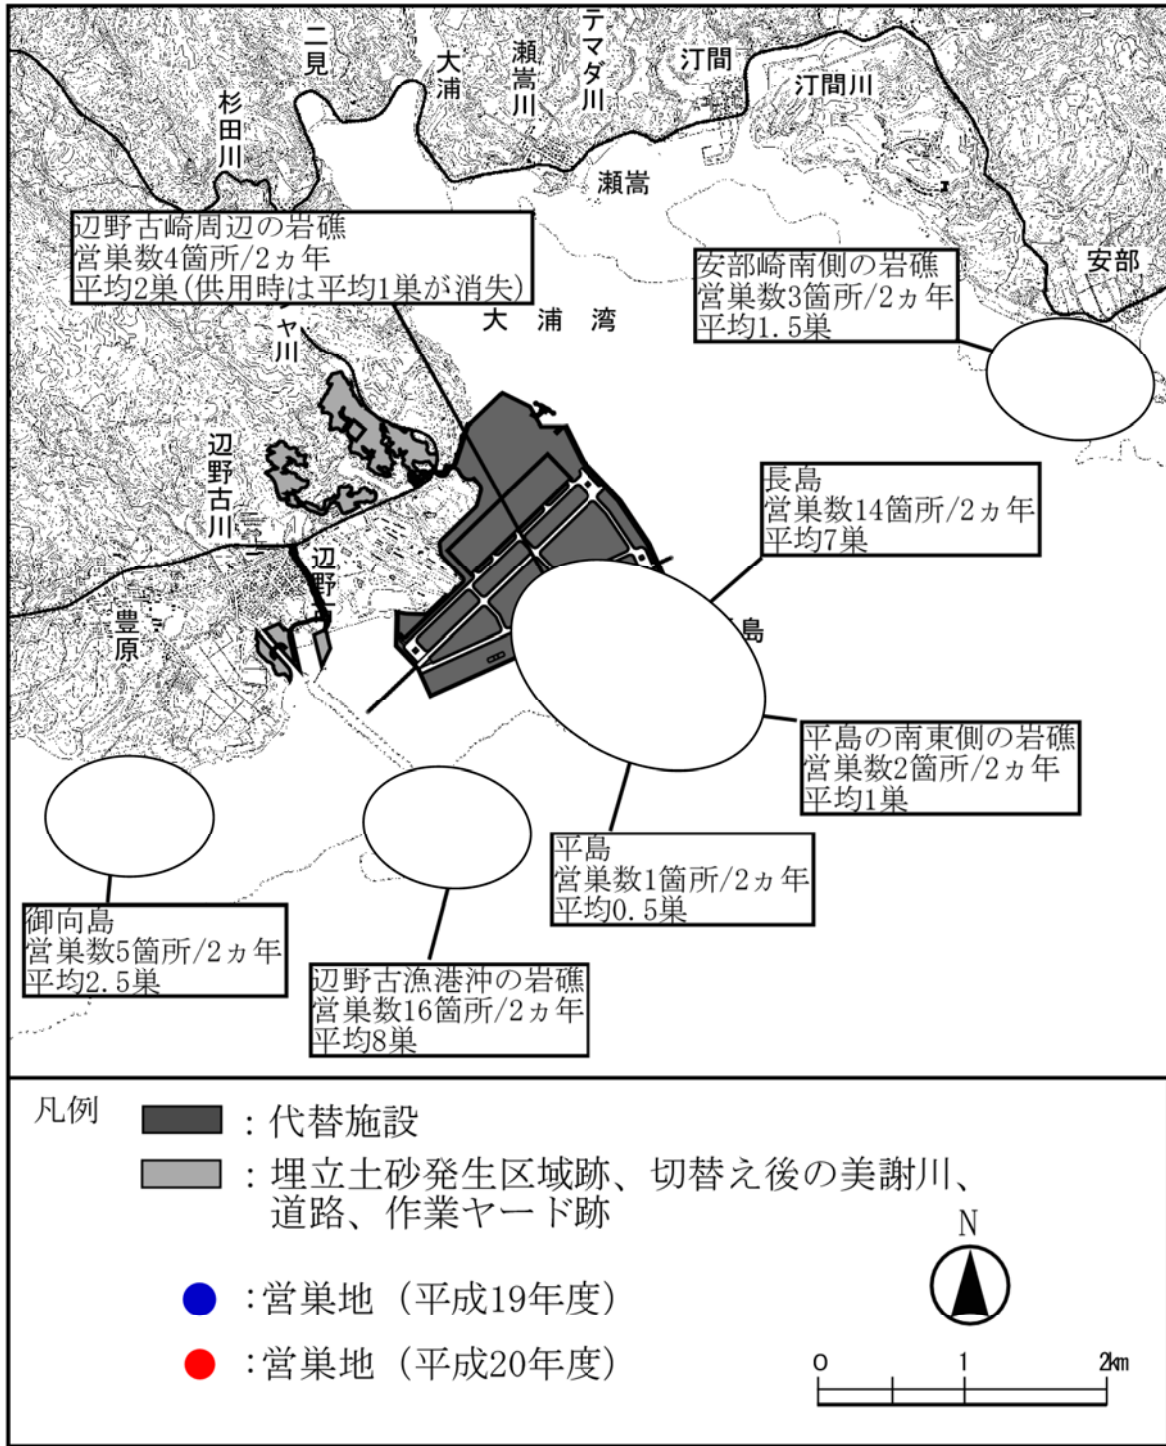 二見
大浦
瀬嵩川
テマダ川
汀間
汀間川
杉田川
瀬嵩
安部
辺野古崎周辺の岩礁
営巣数4箇所/2ヵ年
平均2巣(供用時は平均1巣が消失)
安部崎南側の岩礁
営巣数3箇所/2ヵ年
平均1.5巣
大浦湾
ャ川
辺野古川
長島
営巣数14箇所/2ヵ年
平均7巣
辺野
豊原
島
平島の南東側の岩礁
営巣数2箇所/2ヵ年
平均1巣
平島
営巣数1箇所/2ヵ年
平均0.5巣
御向島
営巣数5箇所/2ヵ年
平均2.5巣
辺野古漁港沖の岩礁
営巣数16箇所/2ヵ年
平均8巣
凡例
：代替施設
：埋立土砂発生区域跡、切替え後の美謝川、
道路、作業ヤード跡
：営巣地（平成19年度）
：営巣地（平成20年度）
N
0 1 2km